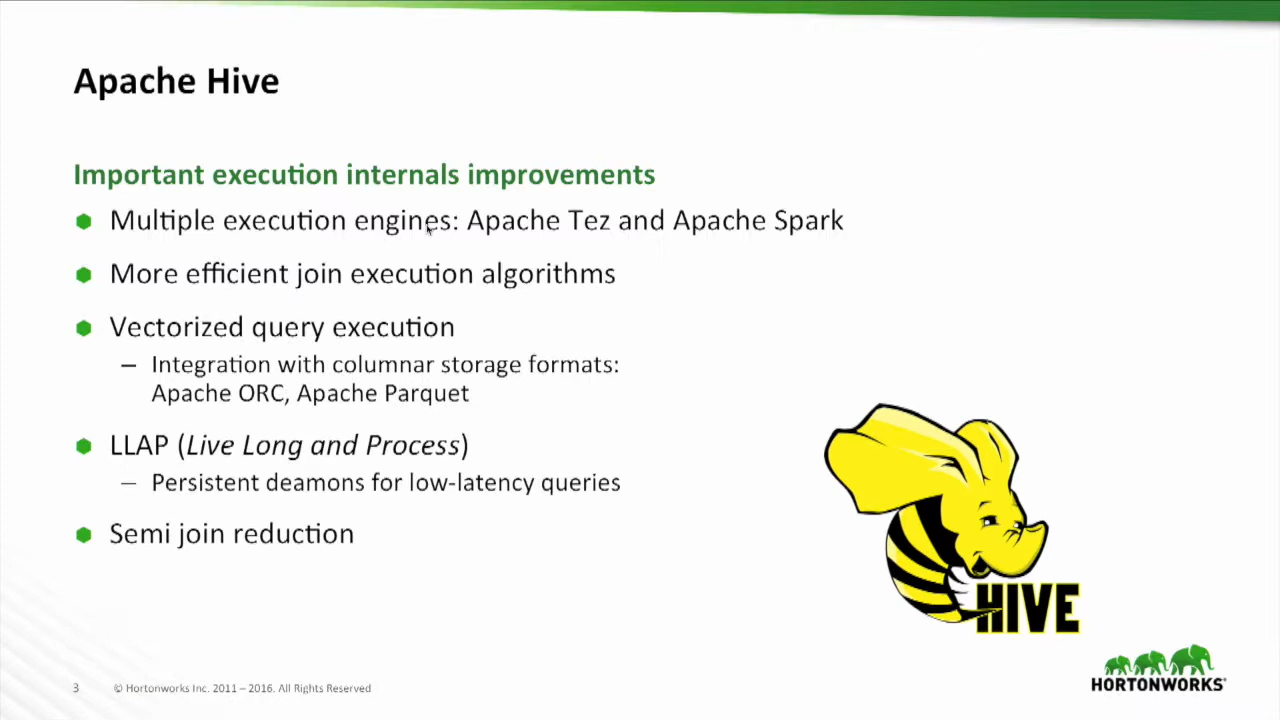 Apache Hive
Important execution internals improvements
Multiple execution engines: Apache Tez and Apache Spark
More efficient join execution algorithms
Vectorized query execution
– Integration with columnar storage formats:
Apache ORC, Apache Parquet
LLAP (Live Long and Process)
– Persistent deamons for low-latency queries
Semi join reduction
HIVE
3 © Hortonworks Inc. 2011 – 2016. All Rights Reserved
HORTONWORKS